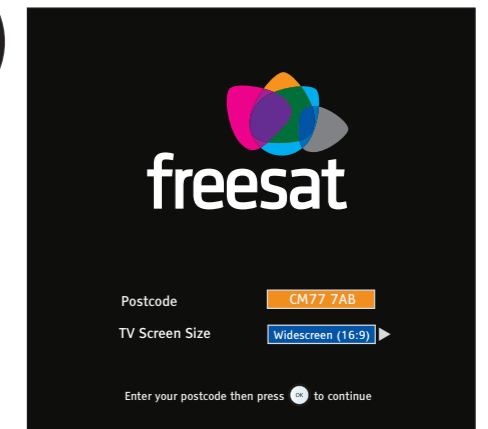 freesat
Postcode CM77 7AB
TV Screen Size Widescreen (16:9)
Enter your postcode then press OK to continue